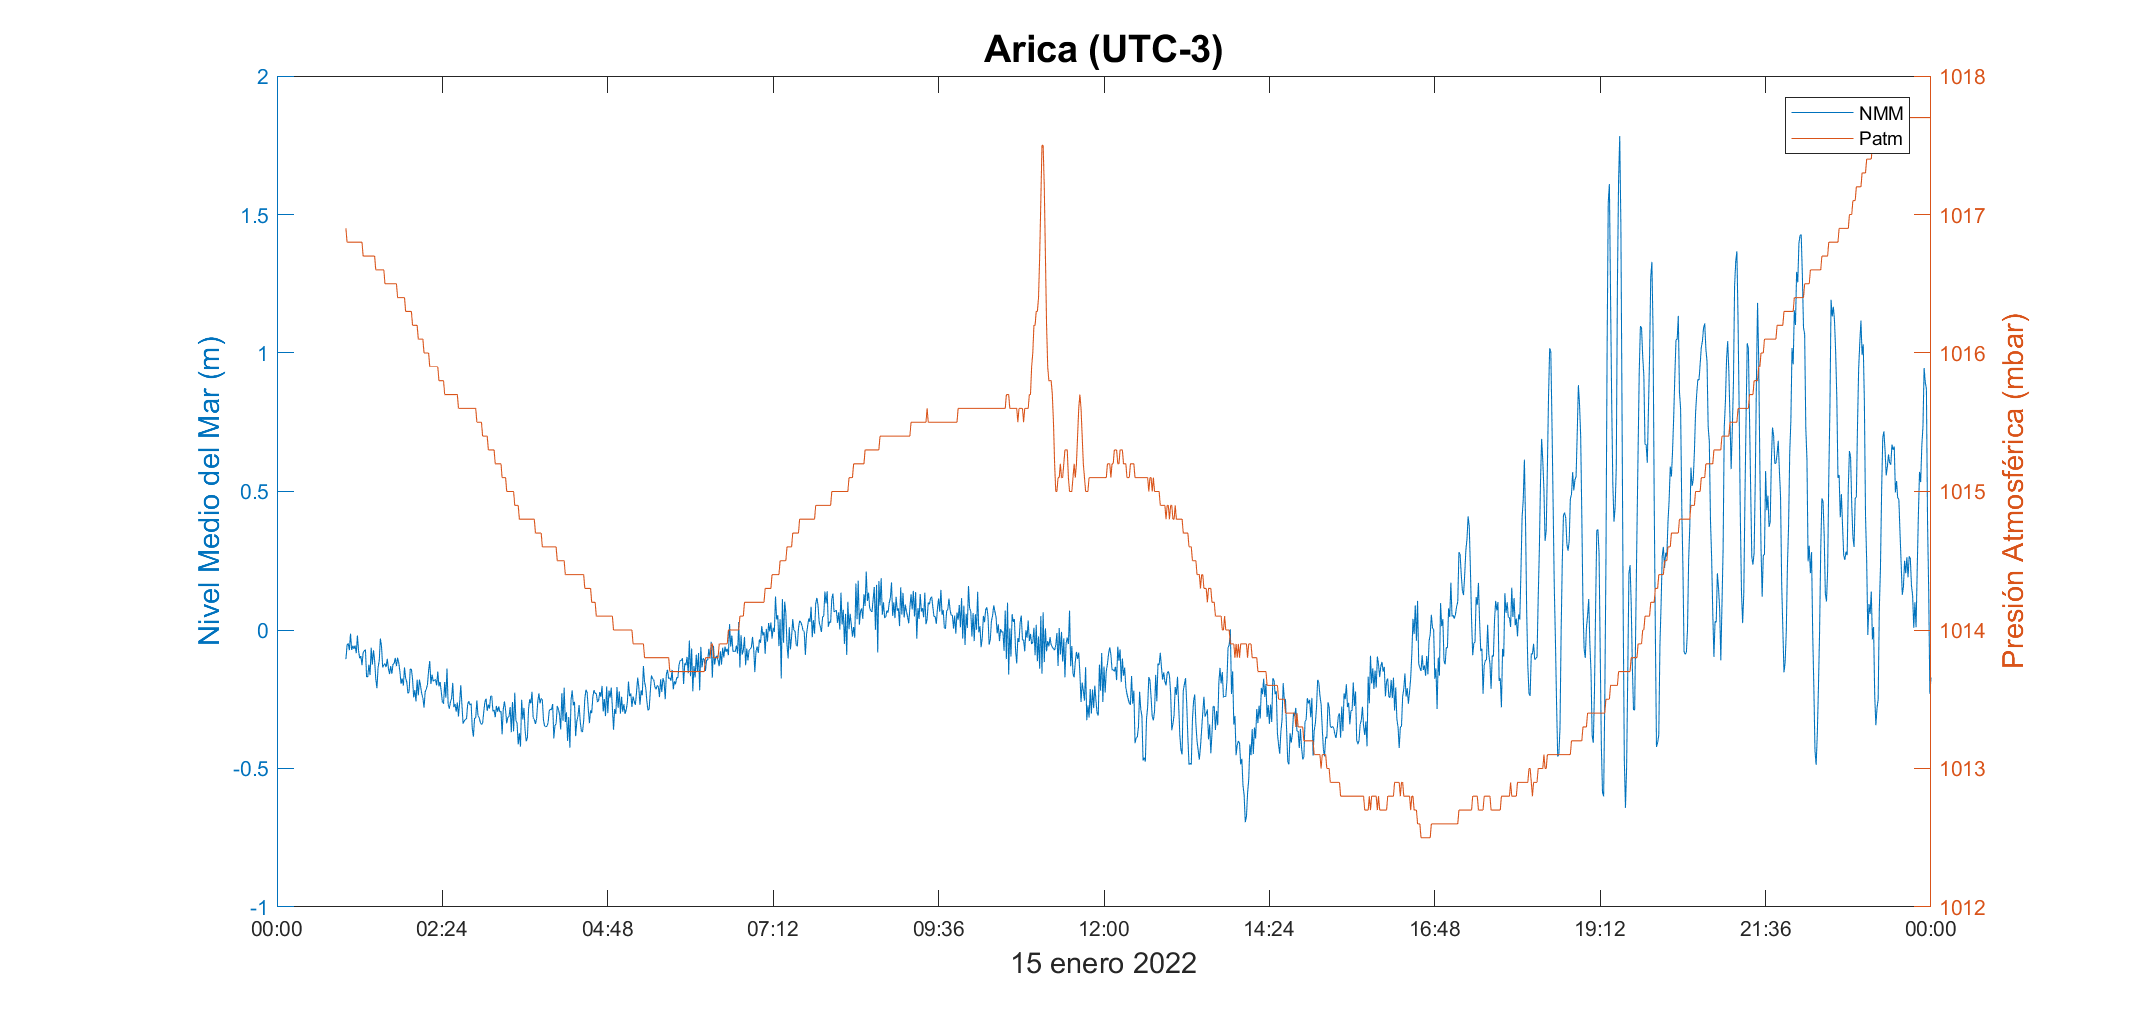 Arica (UTC-3)
2
1.5
1
0.5
0
-0.5
-1
Nivel Medio del Mar (m)
1018
1017
1016
1015
1014
1013
1012
Presión Atmosférica (mbar)
NMM
Patm
00:00 02:24 04:48 07:12 09:36 12:00 14:24 16:48 19:12 21:36 00:00
15 enero 2022